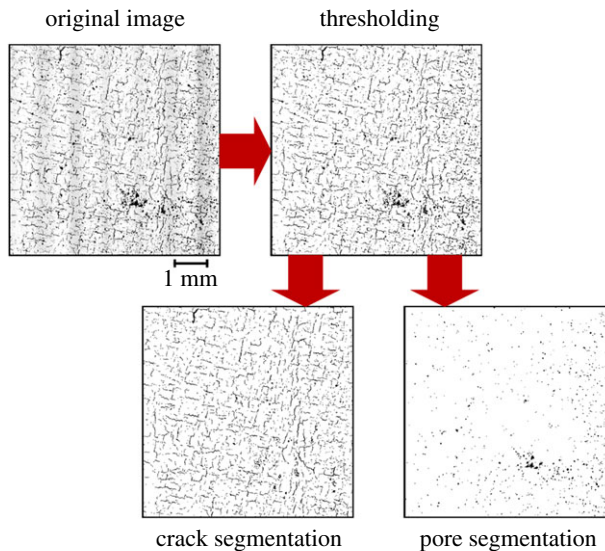 original image
thresholding
1 mm
crack segmentation
pore segmentation